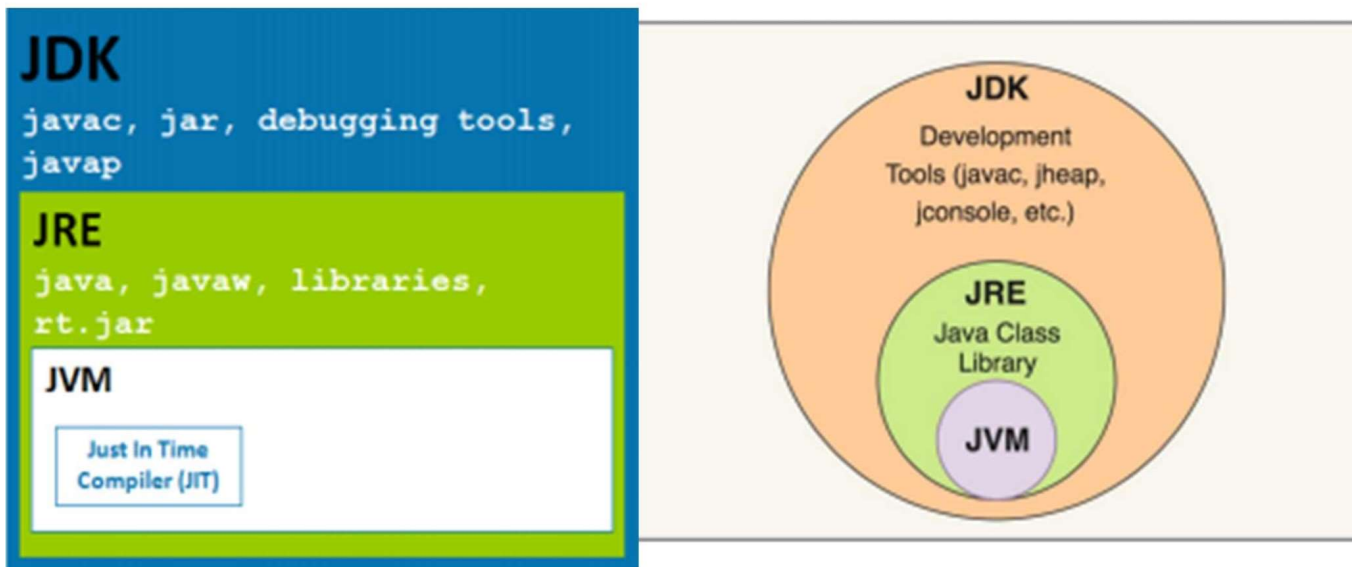 JDK
javac, jar, debugging tools,
javap
JRE
java, javaw, libraries,
rt.jar
JVM
Just In Time
Compiler (JIT)
JDK
Development
Tools (javac, jheap,
jconsole, etc.)
JRE
Java Class
Library
JVM